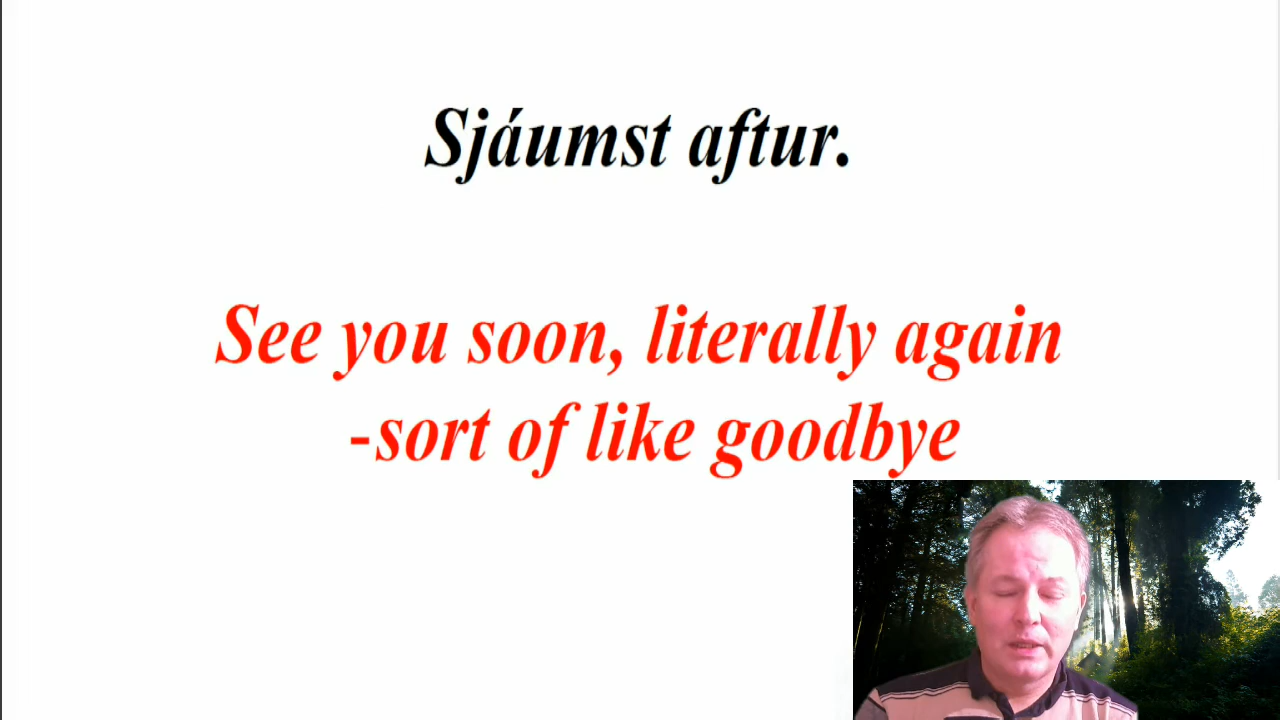 Sjáumst aftur.
See you soon, literally again
-sort of like goodbye